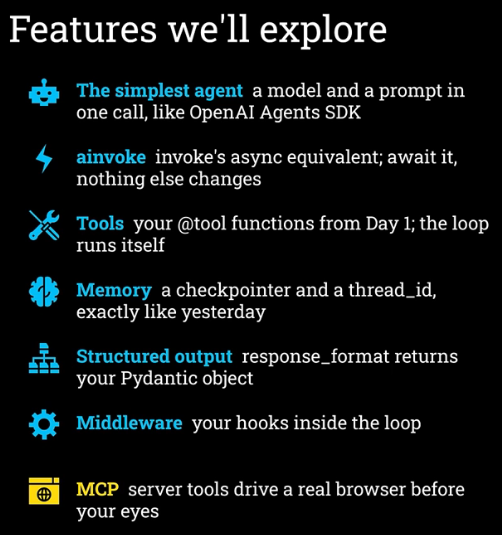 Features we'll explore
The simplest agent a model and a prompt in
one call, like OpenAI Agents SDK
ainvoke invoke's async equivalent; await it,
nothing else changes
Tools your @tool functions from Day 1; the loop
runs itself
Memory a checkpointer and a thread_id,
exactly like yesterday
Structured output response_format returns
your Pydantic object
Middleware your hooks inside the loop
MCP server tools drive a real browser before
your eyes